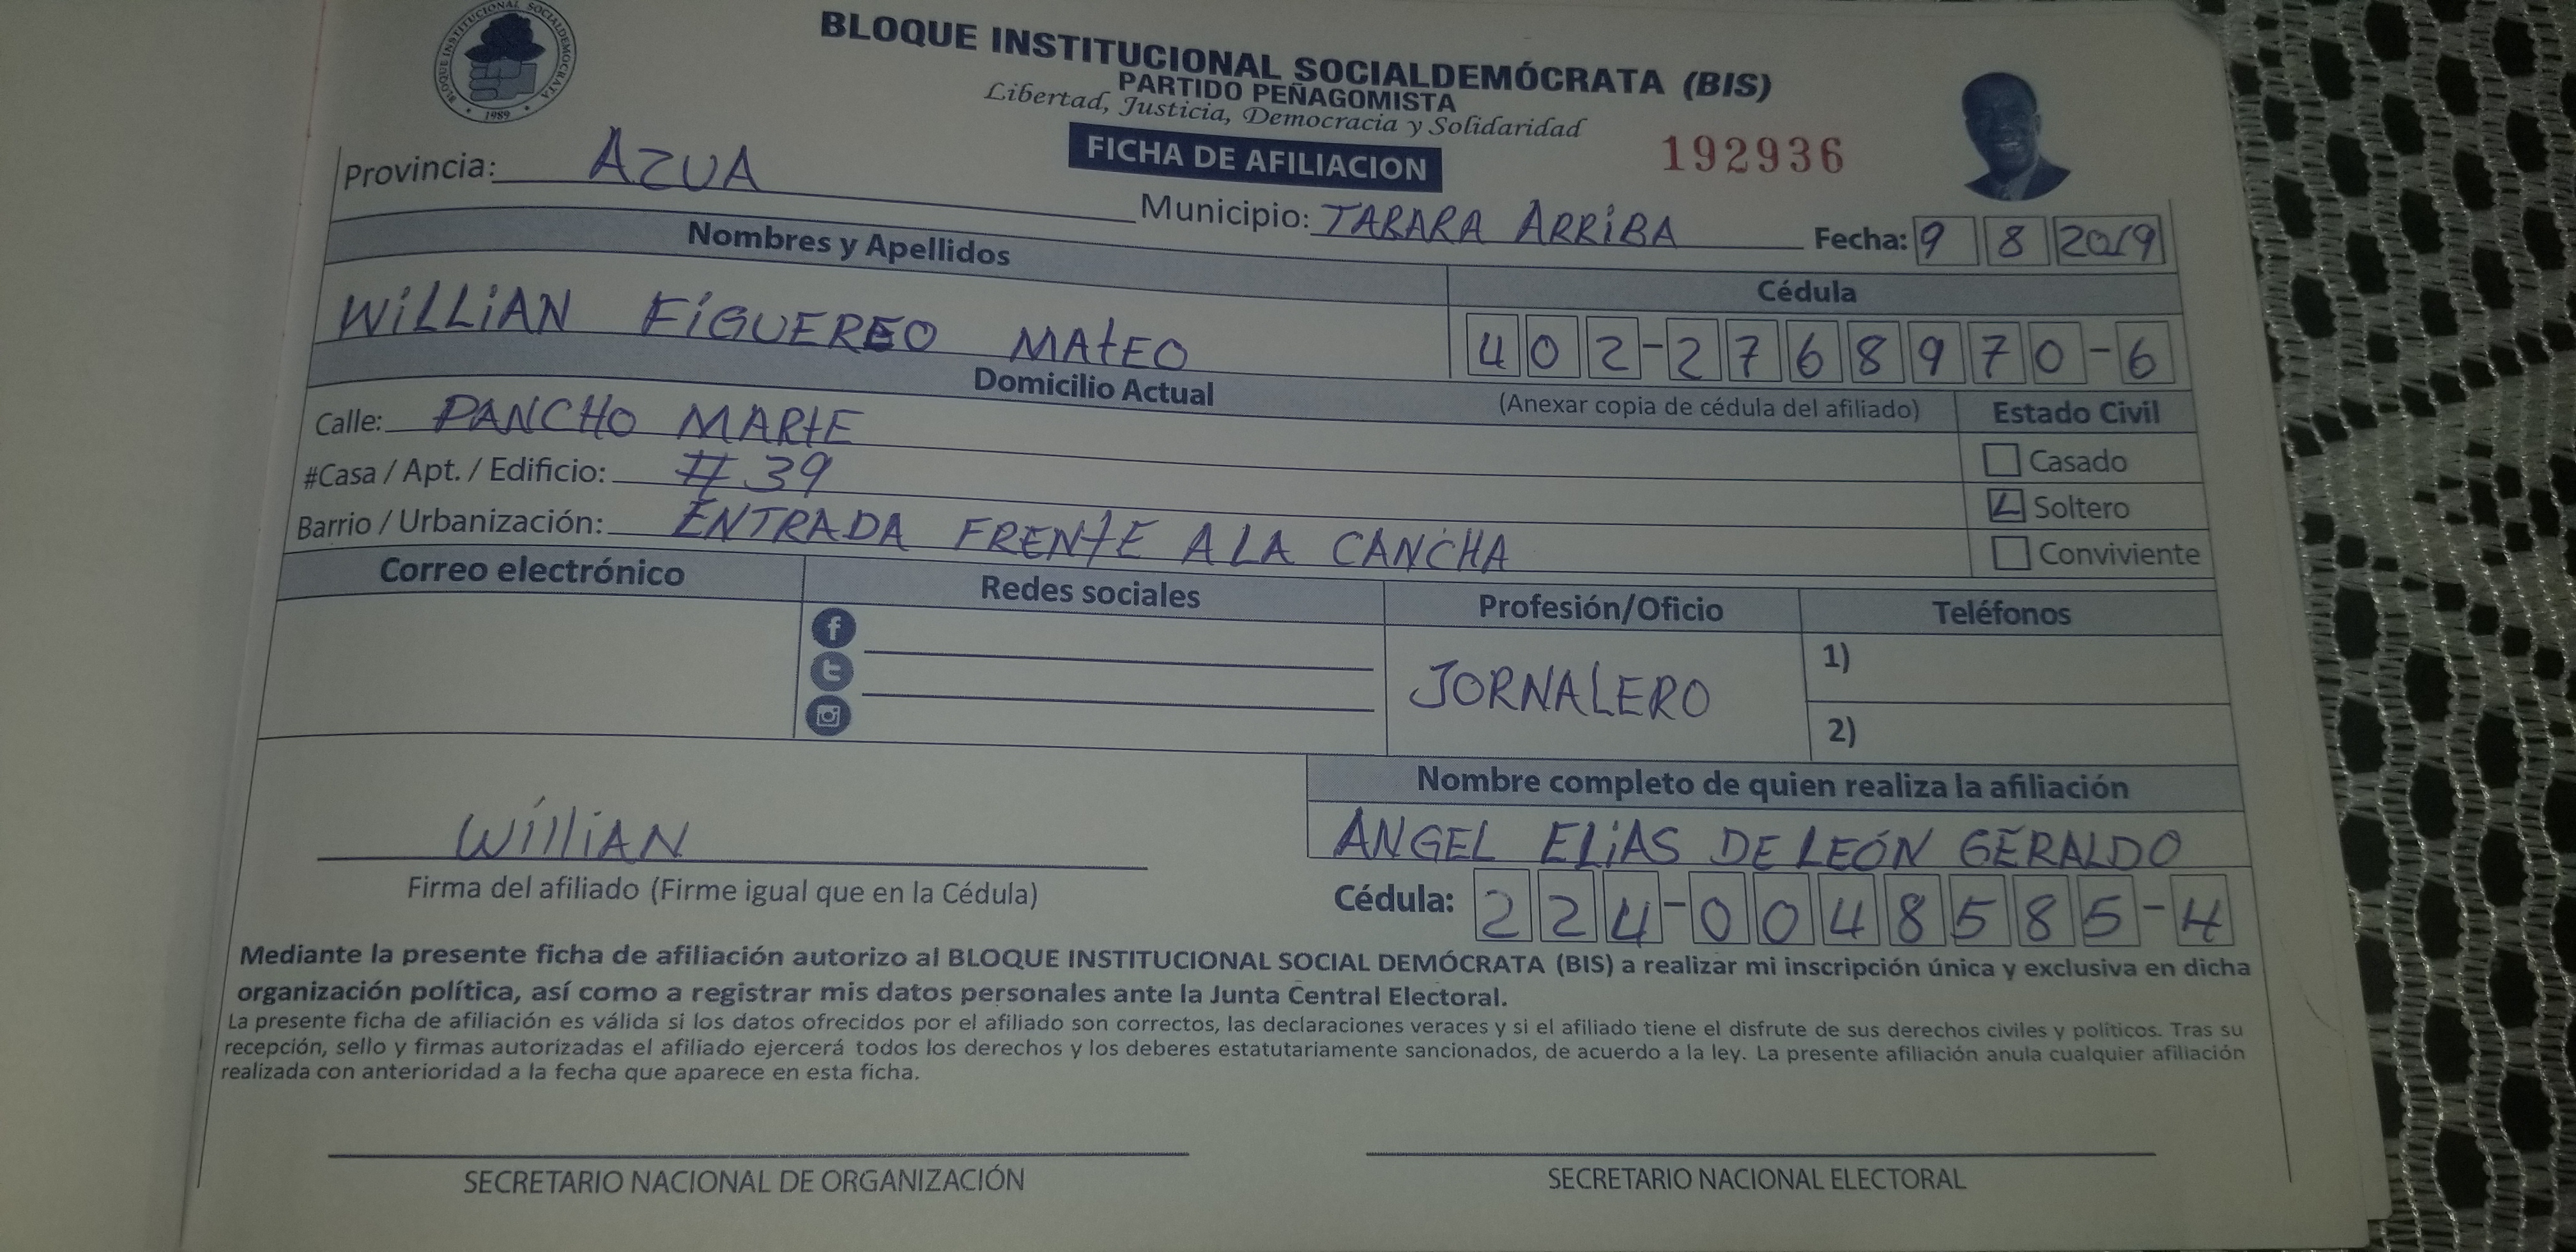 BLOQUE INSTITUCIONAL SOCIALDEMOCRATA
1989
BLOQUE INSTITUCIONAL SOCIALDEMÓCRATA (BIS)
PARTIDO PEÑAGOMISTA
Libertad, Justicia, Democracia y Solidaridad
FICHA DE AFILIACION
192936
Provincia: AZUA
Municipio: TABARA ARRiBA
Fecha: 9 8 2019
Nombres y Apellidos
Cédula
WiLLiAN FiGUEREO MAtEO
402-2768970-6
Domicilio Actual
(Anexar copia de cédula del afiliado)
Estado Civil
Calle: PANCHO MARtE
Casado
#Casa / Apt. / Edificio: # 39
Soltero
Barrio / Urbanización: ENTRADA FRENtE A LA CANCHA
Conviviente
Correo electrónico
Redes sociales
Profesión/Oficio
Teléfonos
JORNALERO
1)
2)
Nombre completo de quien realiza la afiliación
WilliAN
ANGEL ELiAS DE LEÓN GERALDO
Firma del afiliado (Firme igual que en la Cédula)
Cédula: 224-0048585-4
Mediante la presente ficha de afiliación autorizo al BLOQUE INSTITUCIONAL SOCIAL DEMÓCRATA (BIS) a realizar mi inscripción única y exclusiva en dicha
organización política, así como a registrar mis datos personales ante la Junta Central Electoral.
La presente ficha de afiliación es válida si los datos ofrecidos por el afiliado son correctos, las declaraciones veraces y si el afiliado tiene el disfrute de sus derechos civiles y políticos. Tras su
recepción, sello y firmas autorizadas el afiliado ejercerá todos los derechos y los deberes estatutariamente sancionados, de acuerdo a la ley. La presente afiliación anula cualquier afiliación
realizada con anterioridad a la fecha que aparece en esta ficha.
SECRETARIO NACIONAL DE ORGANIZACIÓN
SECRETARIO NACIONAL ELECTORAL